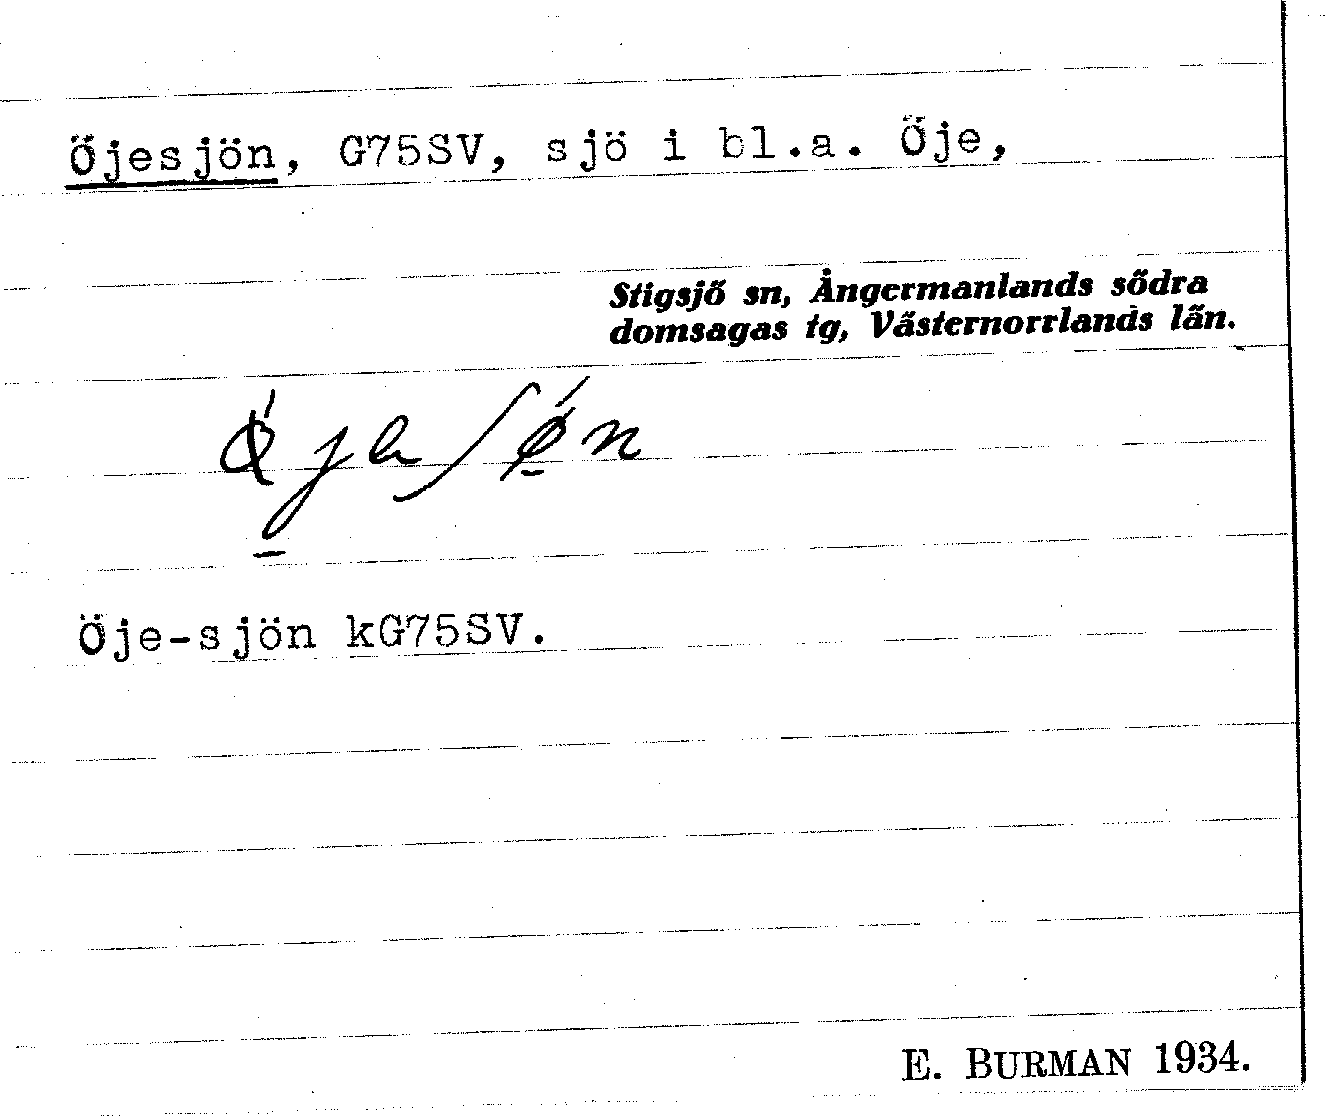 Öjesjön, G75SV, sjö i bl.a. Öje,
Stigsjö sn, Ångermanlands södra
domsagas tg, Västernorrlands län.
Öje-sjön kG75SV.
E. BURMAN 1934.